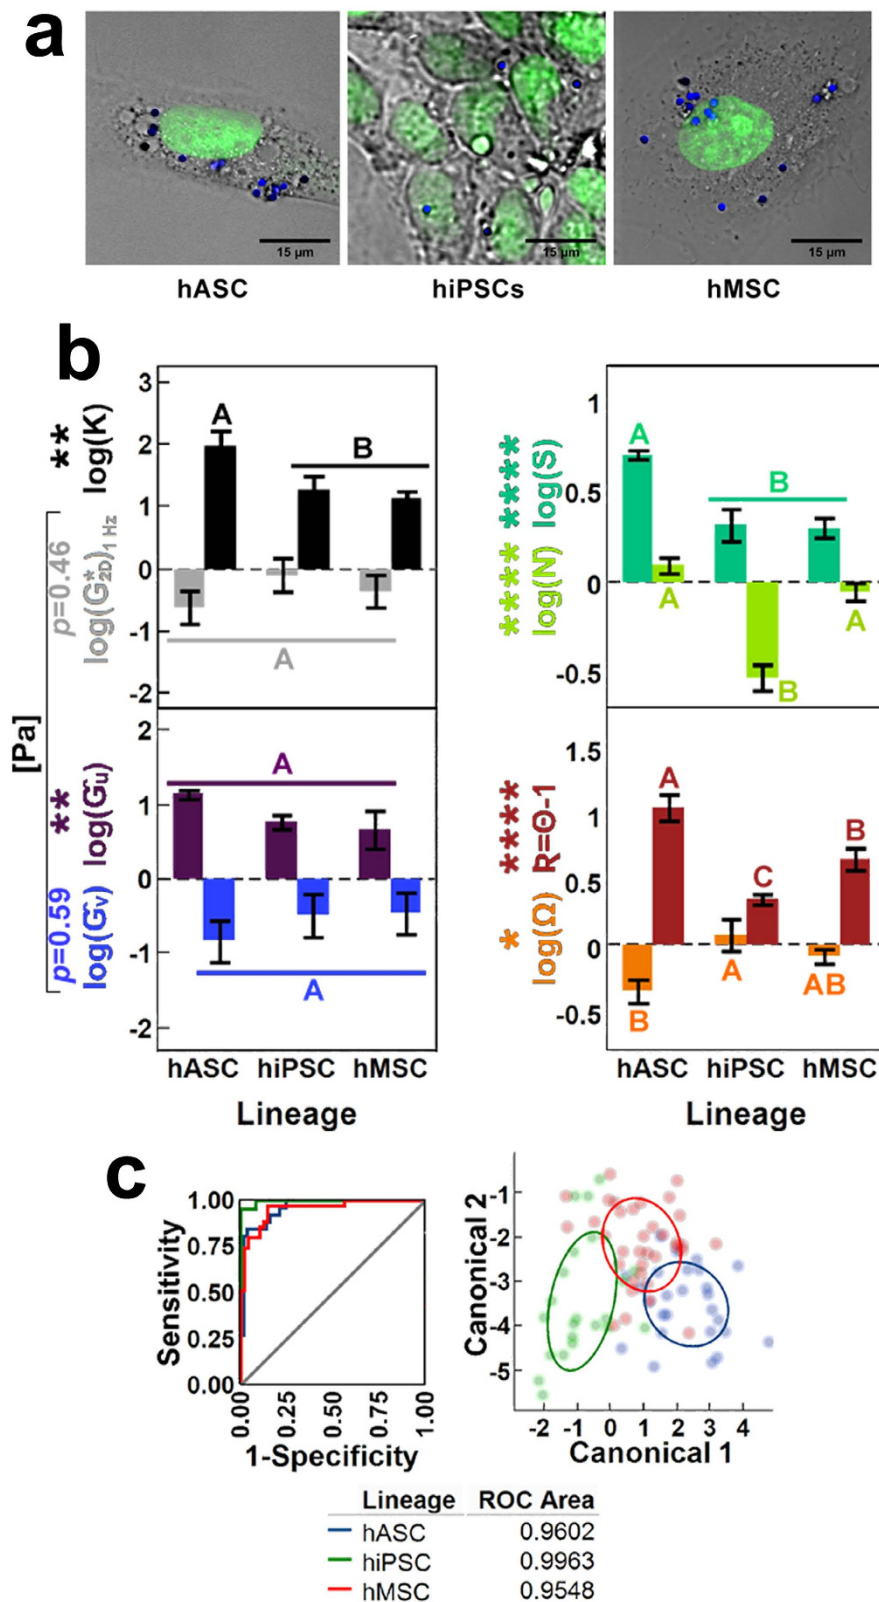 a
15 μm
15 μm
15 μm
hASC
hiPSCs
hMSC
b
[Pa]
** log(K)
p=0.46 log(G*2D)1 Hz
3
2
1
0
-1
-2
A
B
A
** log(Gu)
p=0.59 log(Gv)
2
1
0
-1
-2
A
A
hASC hiPSC hMSC
Lineage
***** log(S)
**** log(N)
1
0.5
0
-0.5
A
B
A
B
A
**** R=Θ-1
* log(Ω)
1.5
1
0.5
0
-0.5
A
C
B
B
A
AB
hASC hiPSC hMSC
Lineage
c
Sensitivity
1.00
0.75
0.50
0.25
0.00
0.00 0.25 0.50 1.00
1-Specificity
Canonical 2
-1
-2
-3
-4
-5
-2 -1 0 1 2 3 4
Canonical 1
Lineage ROC Area
hASC 0.9602
hiPSC 0.9963
hMSC 0.9548